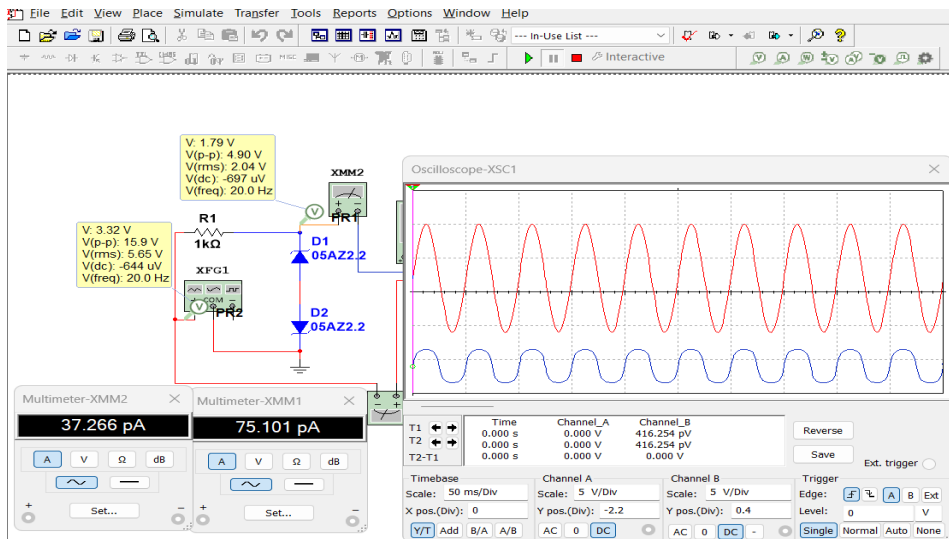 File Edit View Place Simulate Transfer Tools Reports Options Window Help
--- In-Use List ---
Interactive
V: 1.79 V
V(p-p): 4.90 V
V(rms): 2.04 V
V(dc): -697 uV
V(freq): 20.0 Hz
XMM2
PR1
V: 3.32 V
V(p-p): 15.9 V
V(rms): 5.65 V
V(dc): -644 uV
V(freq): 20.0 Hz
R1
1kΩ
D1
05AZ2.2
XFG1
COM
PR2
D2
05AZ2.2
Oscilloscope-XSC1
Multimeter-XMM2
37.266 pA
A V Ω dB
Set...
+ -
Multimeter-XMM1
75.101 pA
A V Ω dB
Set...
+ -
Time Channel_A Channel_B
T1 0.000 s 0.000 V 416.254 pV
T2 0.000 s 0.000 V 416.254 pV
T2-T1 0.000 s 0.000 V 0.000 V
Reverse
Save
Ext. trigger
Timebase
Scale: 50 ms/Div
X pos.(Div): 0
Y/T Add B/A A/B
Channel A
Scale: 5 V/Div
Y pos.(Div): -2.2
AC 0 DC
Channel B
Scale: 5 V/Div
Y pos.(Div): 0.4
AC 0 DC -
Trigger
Edge: A B Ext
Level: 0 V
Single Normal Auto None